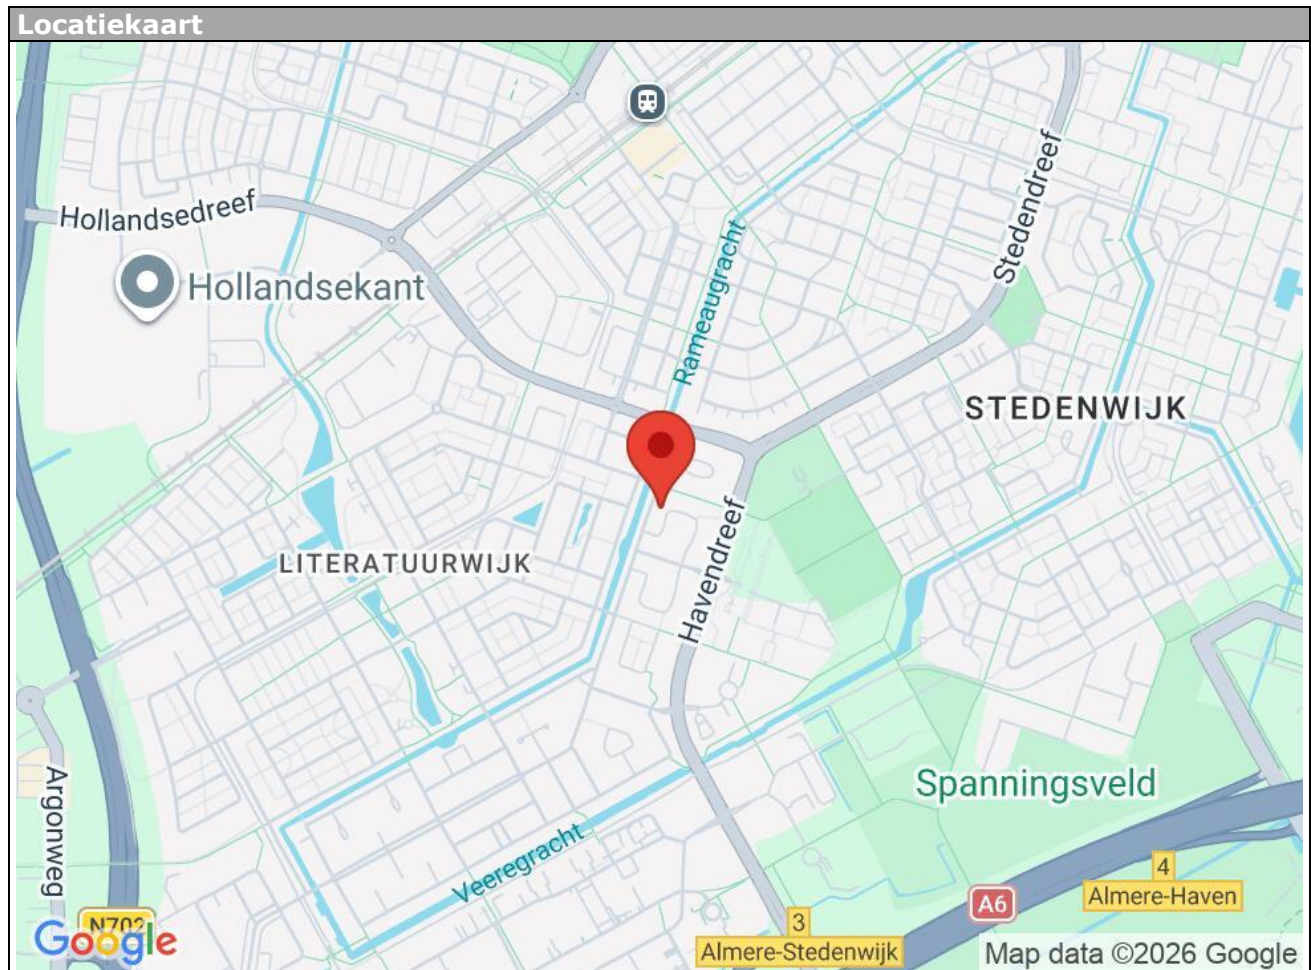 Locatiekaart
Hollandsedreef
Stedendreef
Rameaugracht
Hollandsekant
STEDENWIJK
LITERATUURWIJK
Havendreef
Argonweg
Spanningsveld
Veeregracht
4
Almere-Haven
A6
N702
3
Almere-Stedenwijk
Google
Map data ©2026 Google